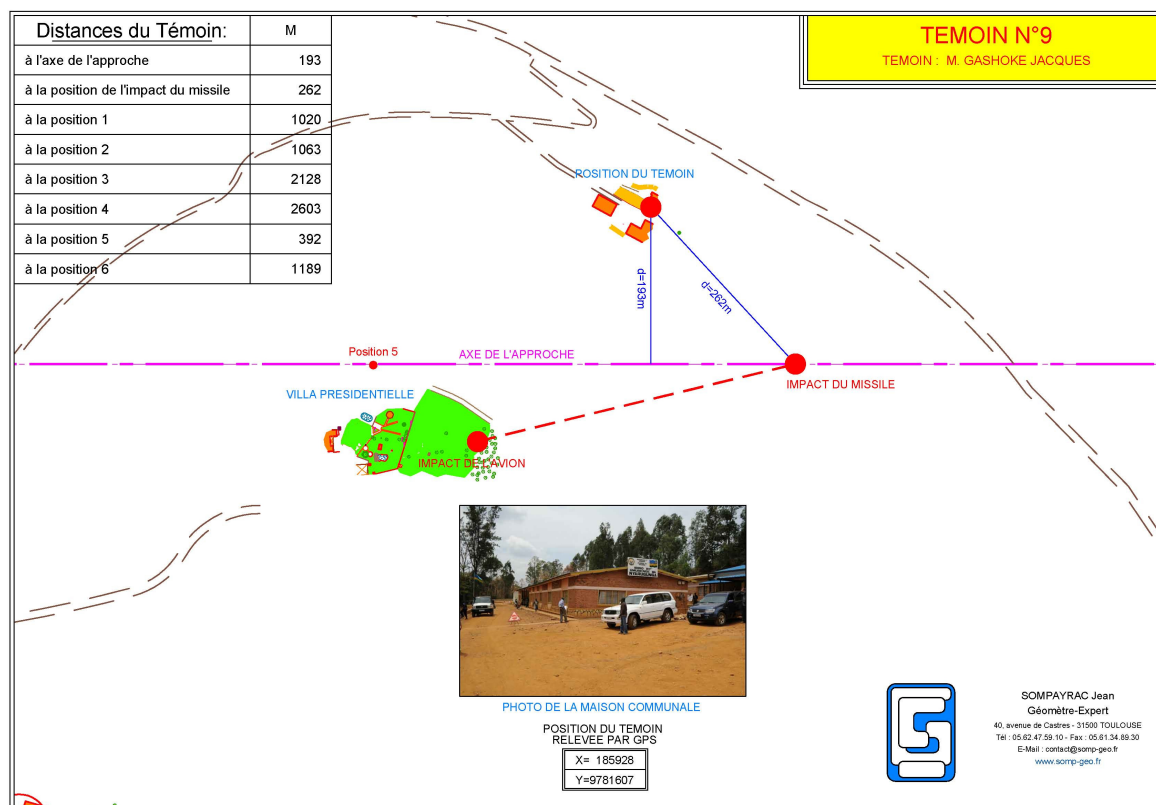 Distances du Témoin: M
à l'axe de l'approche 193
à la position de l'impact du missile 262
à la position 1 1020
à la position 2 1063
à la position 3 2128
à la position 4 2603
à la position 5 392
à la position 6 1189
TEMOIN N°9
TEMOIN : M. GASHOKE JACQUES
POSITION DU TEMOIN
d=193m
d=262m
Position 5
AXE DE L'APPROCHE
IMPACT DU MISSILE
VILLA PRESIDENTIELLE
IMPACT DE L'AVION
PHOTO DE LA MAISON COMMUNALE
POSITION DU TEMOIN
RELEVEE PAR GPS
X= 185928
Y=9781607
SOMPAYRAC Jean
Géomètre-Expert
40, avenue de Castres - 31500 TOULOUSE
Tél : 05.62.47.59.10 - Fax : 05.61.34.89.30
E-Mail : contact@somp-geo.fr
www.somp-geo.fr